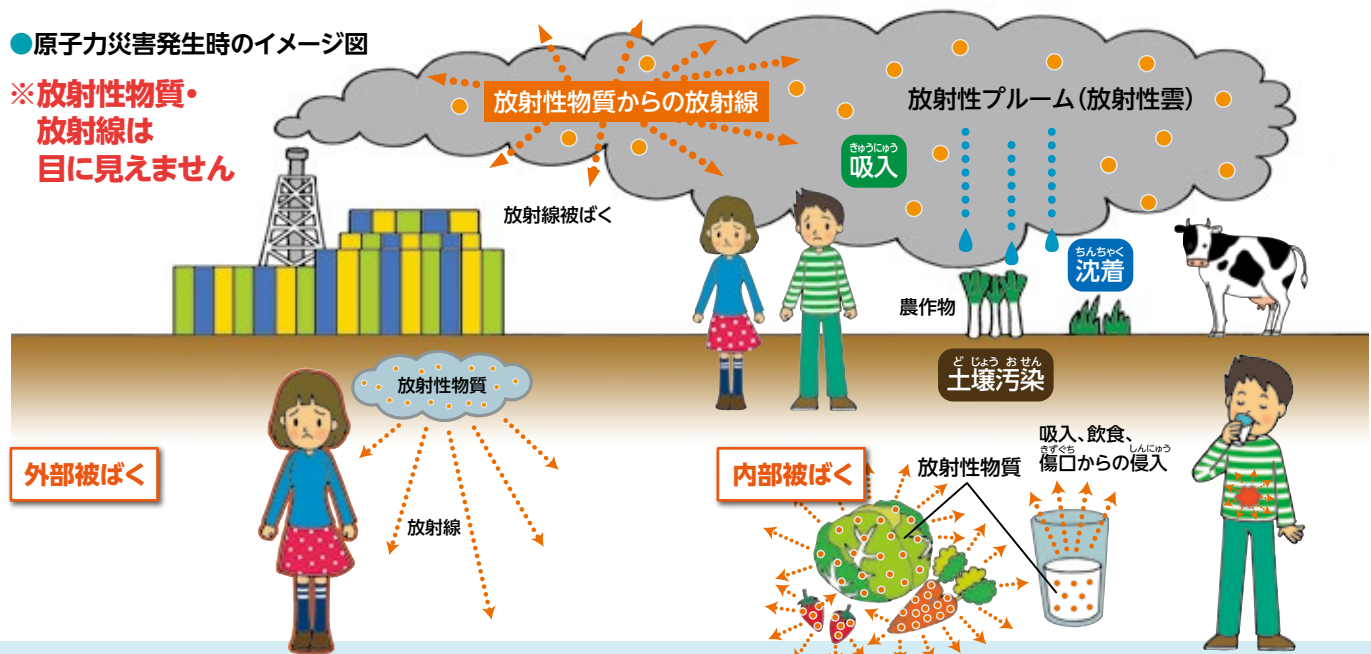 ●原子力災害発生時のイメージ図
※放射性物質・
放射線は
目に見えません
放射性物質からの放射線
放射性プルーム(放射性雲)
きゅうにゅう
吸入
放射線被ばく
ちんちゃく
沈着
農作物
どじょうおせん
土壌汚染
放射性物質
外部被ばく
放射線
内部被ばく
放射性物質
吸入、飲食、
きずぐち しんにゅう
傷口からの侵入